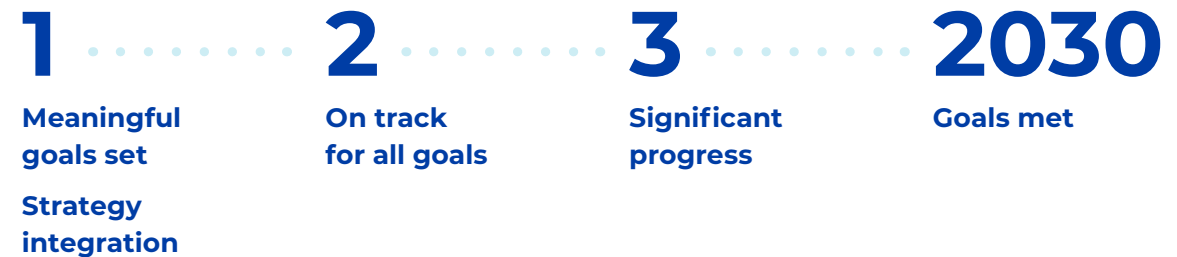 1
Meaningful
goals set
Strategy
integration
2
On track
for all goals
3
Significant
progress
2030
Goals met